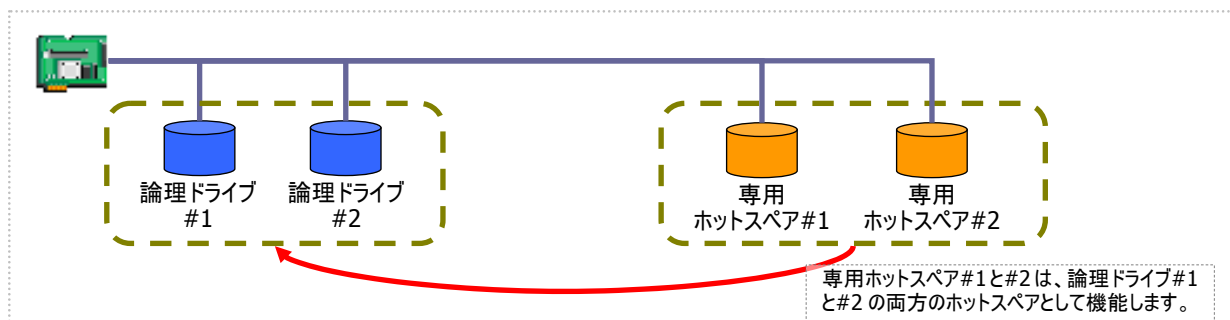 論理ドライブ
#1
論理ドライブ
#2
専用
ホットスペア#1
専用
ホットスペア#2
専用ホットスペア#1と#2は、論理ドライブ#1
と#2 の両方のホットスペアとして機能します。